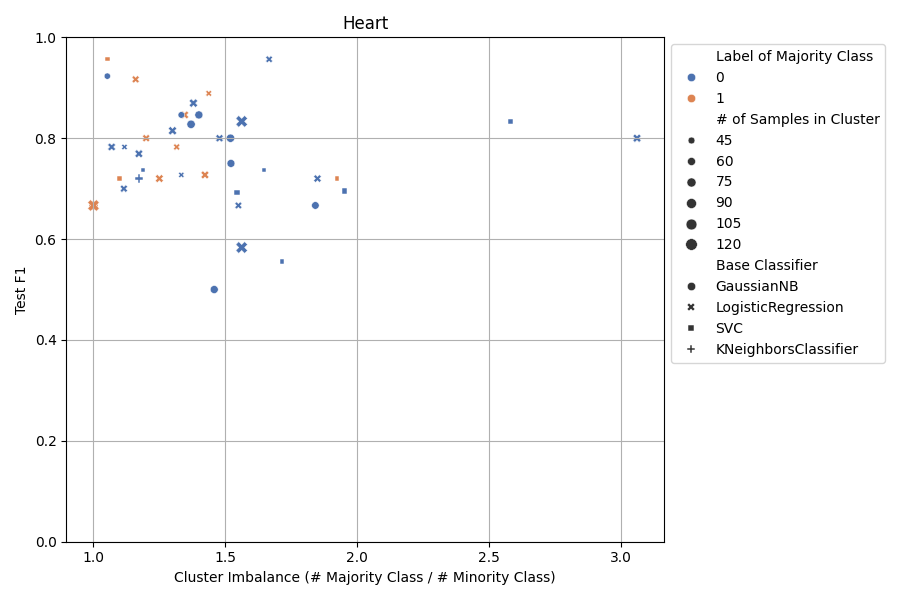 Heart
1.0
0.8
0.6
0.4
0.2
0.0
Test F1
1.0
1.5
2.0
2.5
3.0
Cluster Imbalance (# Majority Class / # Minority Class)
Label of Majority Class
0
1
# of Samples in Cluster
45
60
75
90
105
120
Base Classifier
GaussianNB
LogisticRegression
SVC
KNeighborsClassifier